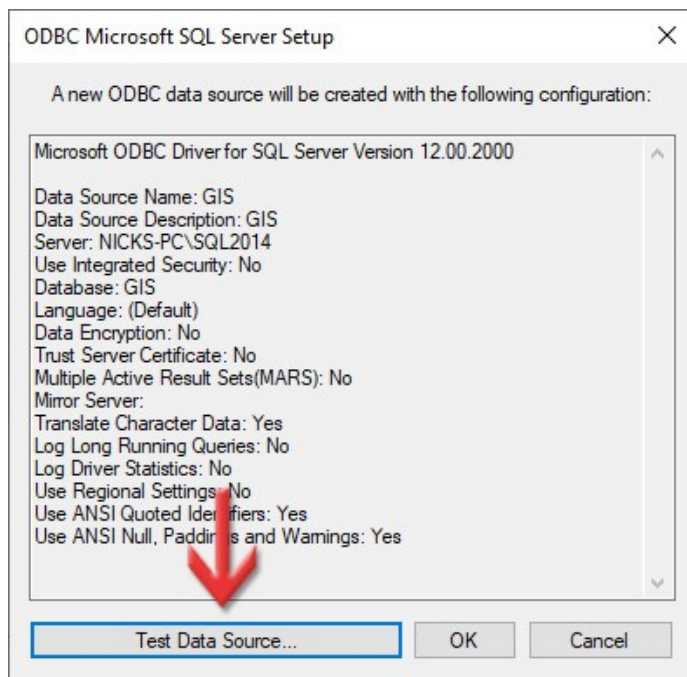 ODBC Microsoft SQL Server Setup
A new ODBC data source will be created with the following configuration:
Microsoft ODBC Driver for SQL Server Version 12.00.2000
Data Source Name: GIS
Data Source Description: GIS
Server: NICKS-PC\SQL2014
Use Integrated Security: No
Database: GIS
Language: (Default)
Data Encryption: No
Trust Server Certificate: No
Multiple Active Result Sets(MARS): No
Mirror Server:
Translate Character Data: Yes
Log Long Running Queries: No
Log Driver Statistics: No
Use Regional Settings: No
Use ANSI Quoted Identifiers: Yes
Use ANSI Null, Paddings and Warnings: Yes
Test Data Source...
OK
Cancel